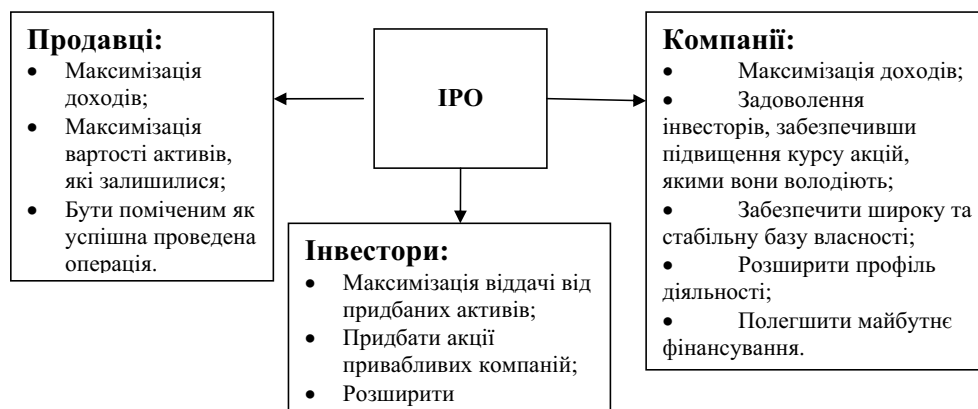 Продавці:
• Максимізація
доходів;
• Максимізація
вартості активів,
які залишилися;
• Бути поміченим як
успішна проведена
операція.
IPO
Компанії:
• Максимізація доходів;
• Задоволення
інвесторів, забезпечивши
підвищення курсу акцій,
якими вони володіють;
• Забезпечити широку та
стабільну базу власності;
• Розширити профіль
діяльності;
• Полегшити майбутнє
фінансування.
Інвестори:
• Максимізація віддачі від
придбаних активів;
• Придбати акції
привабливих компаній;
• Розширити